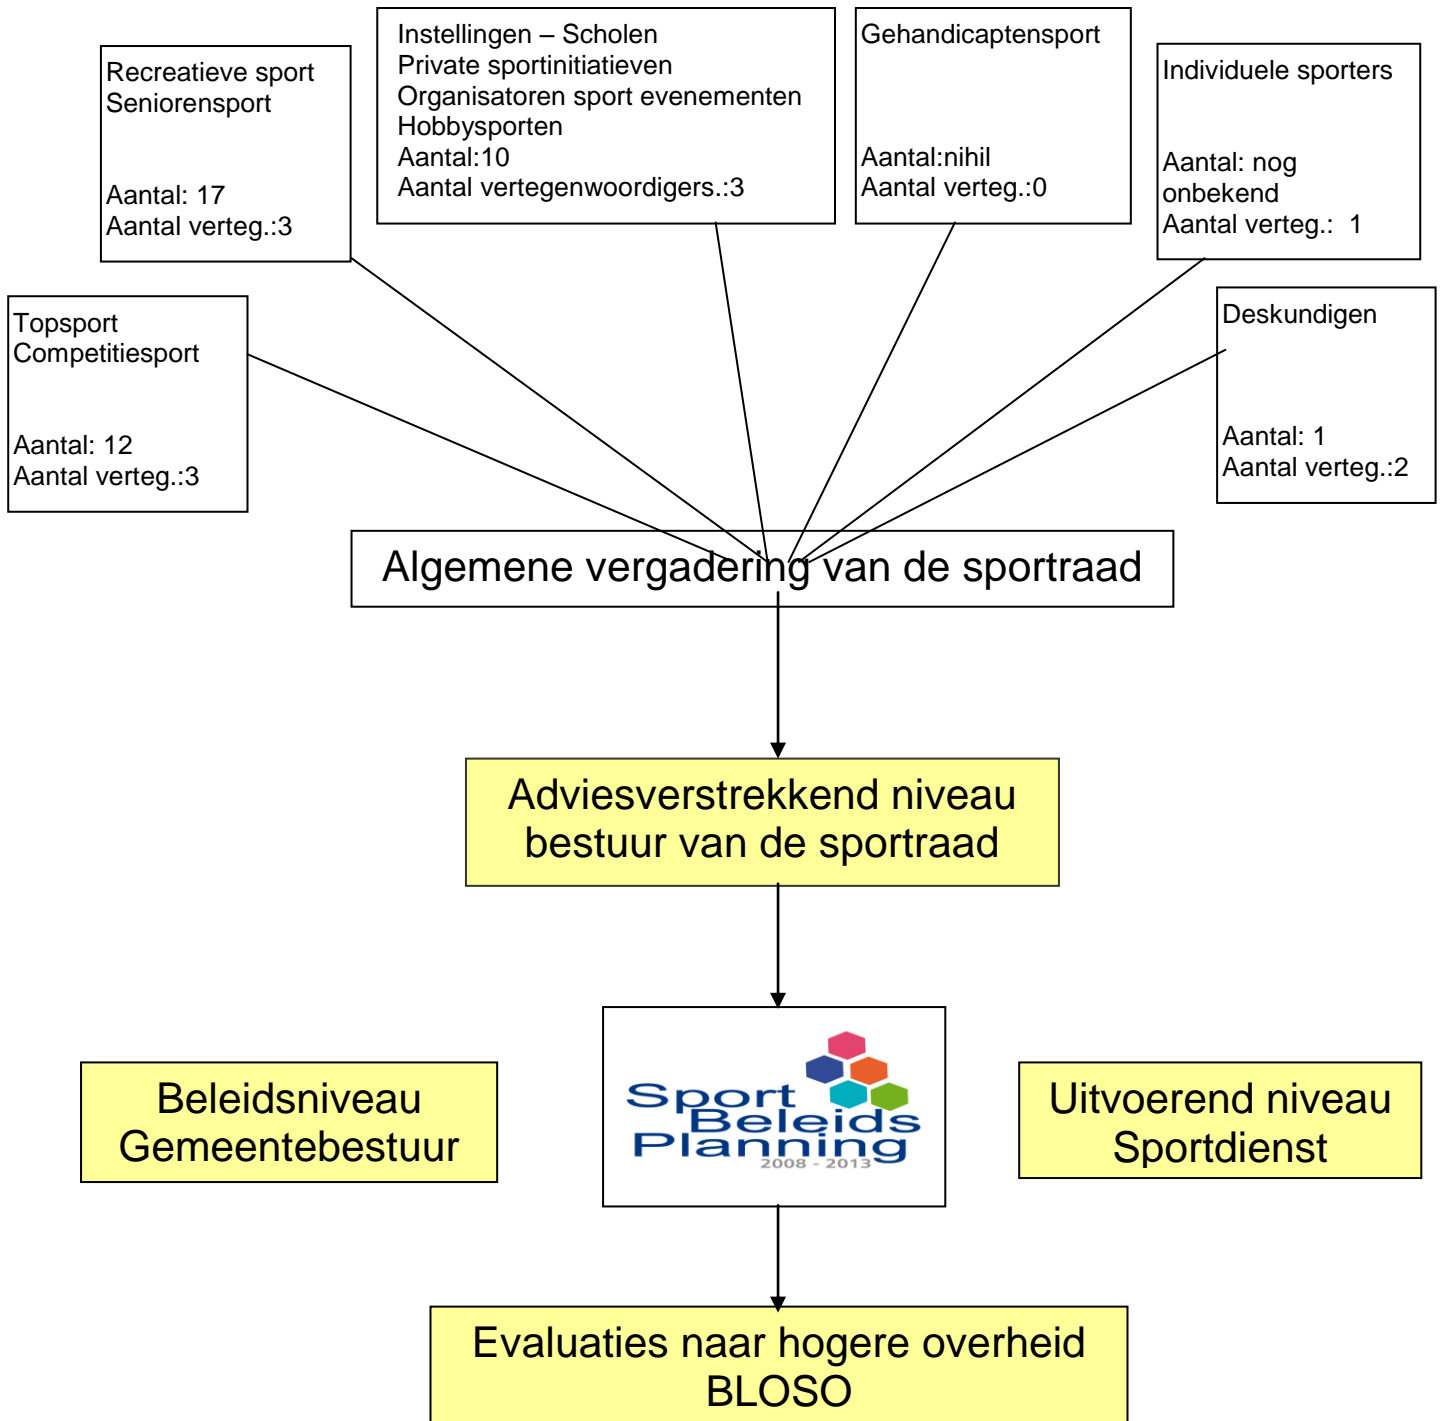 Instellingen – Scholen
Private sportinitiatieven
Organisatoren sport evenementen
Hobbysporten
Aantal:10
Aantal vertegenwoordigers.:3
Gehandicaptensport
Aantal:nihil
Aantal verteg.:0
Recreatieve sport
Seniorensport
Aantal: 17
Aantal verteg.:3
Individuele sporters
Aantal: nog
onbekend
Aantal verteg.: 1
Topsport
Competitiesport
Aantal: 12
Aantal verteg.:3
Deskundigen
Aantal: 1
Aantal verteg.:2
Algemene vergadering van de sportraad
Adviesverstrekkend niveau
bestuur van de sportraad
Beleidsniveau
Gemeentebestuur
Sport
Beleids
Planning
2008 - 2013
Uitvoerend niveau
Sportdienst
Evaluaties naar hogere overheid
BLOSO